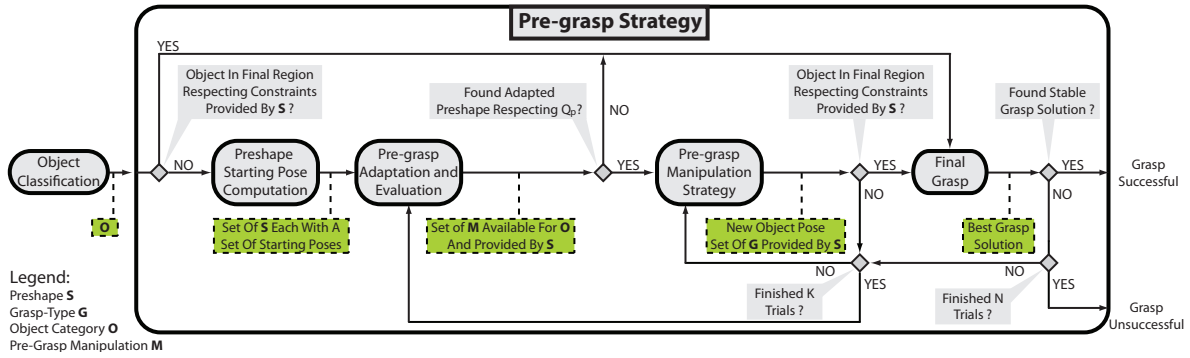 Pre-grasp Strategy
YES
Object In Final Region
Respecting Constraints
Provided By S ?
Found Adapted
Preshape Respecting Qp?
NO
Object In Final Region
Respecting Constraints
Provided By S ?
Found Stable
Grasp Solution ?
Object
Classification
NO
Preshape
Starting Pose
Computation
Pre-grasp
Adaptation and
Evaluation
YES
Pre-grasp
Manipulation
Strategy
YES
NO
Final
Grasp
YES
NO
Grasp
Successful
O
Set Of S Each With A
Set Of Starting Poses
Set of M Available For O
And Provided By S
New Object Pose
Set Of G Provided By S
Best Grasp
Solution
NO
YES
Finished K
Trials ?
NO
YES
Finished N
Trials ?
Grasp
Unsuccessful
Legend:
Preshape S
Grasp-Type G
Object Category O
Pre-Grasp Manipulation M